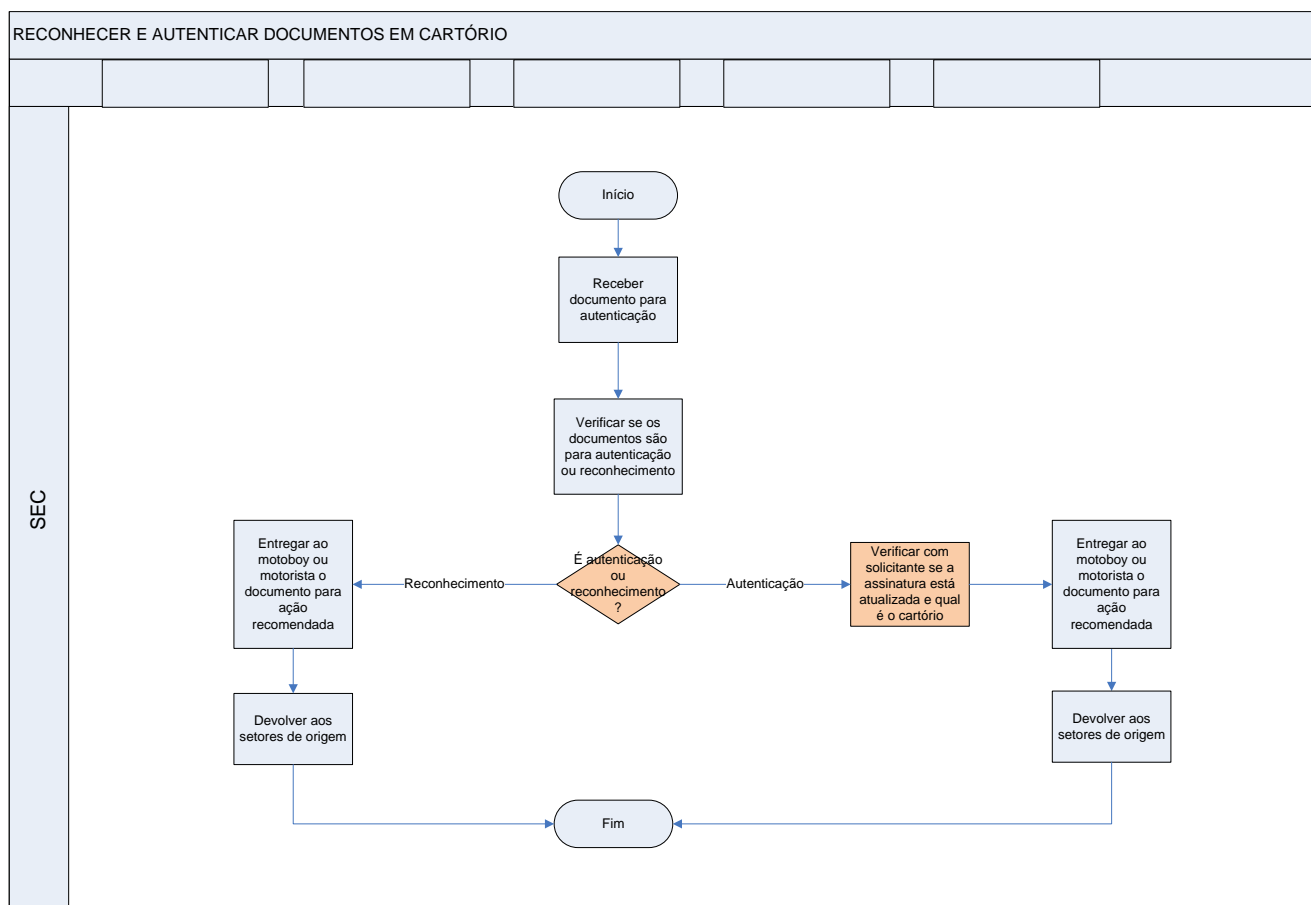 RECONHECER E AUTENTICAR DOCUMENTOS EM CARTÓRIO
SEC
Início
Receber
documento para
autenticação
Verificar se os
documentos são
para autenticação
ou reconhecimento
É autenticação
ou
reconhecimento
?
Reconhecimento
Entregar ao
motoboy ou
motorista o
documento para
ação
recomendada
Devolver aos
setores de origem
Autenticação
Verificar com
solicitante se a
assinatura está
atualizada e qual
é o cartório
Entregar ao
motoboy ou
motorista o
documento para
ação
recomendada
Devolver aos
setores de origem
Fim